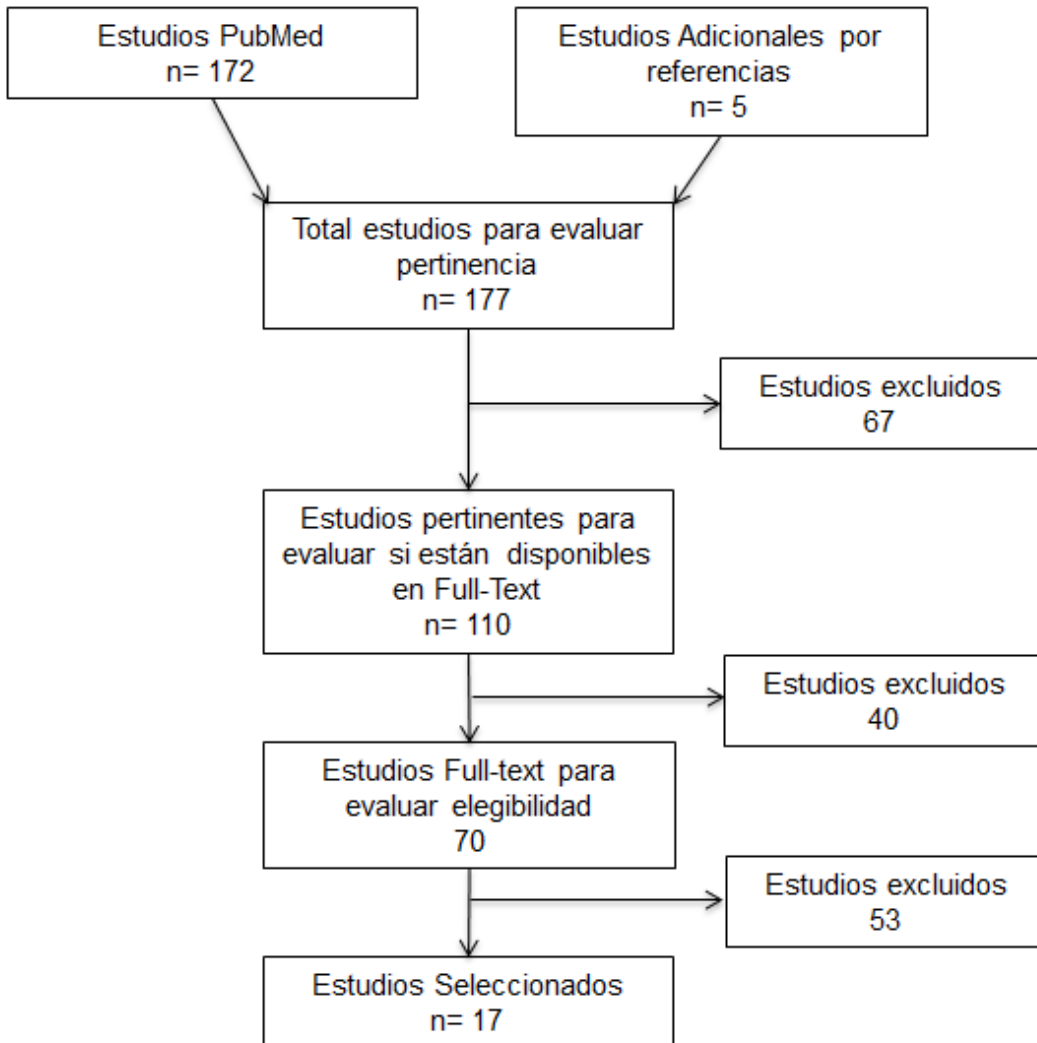 Estudios PubMed
n= 172
Estudios Adicionales por
referencias
n= 5
Total estudios para evaluar
pertinencia
n= 177
Estudios excluidos
67
Estudios pertinentes para
evaluar si están disponibles
en Full-Text
n= 110
Estudios excluidos
40
Estudios Full-text para
evaluar elegibilidad
70
Estudios excluidos
53
Estudios Seleccionados
n= 17